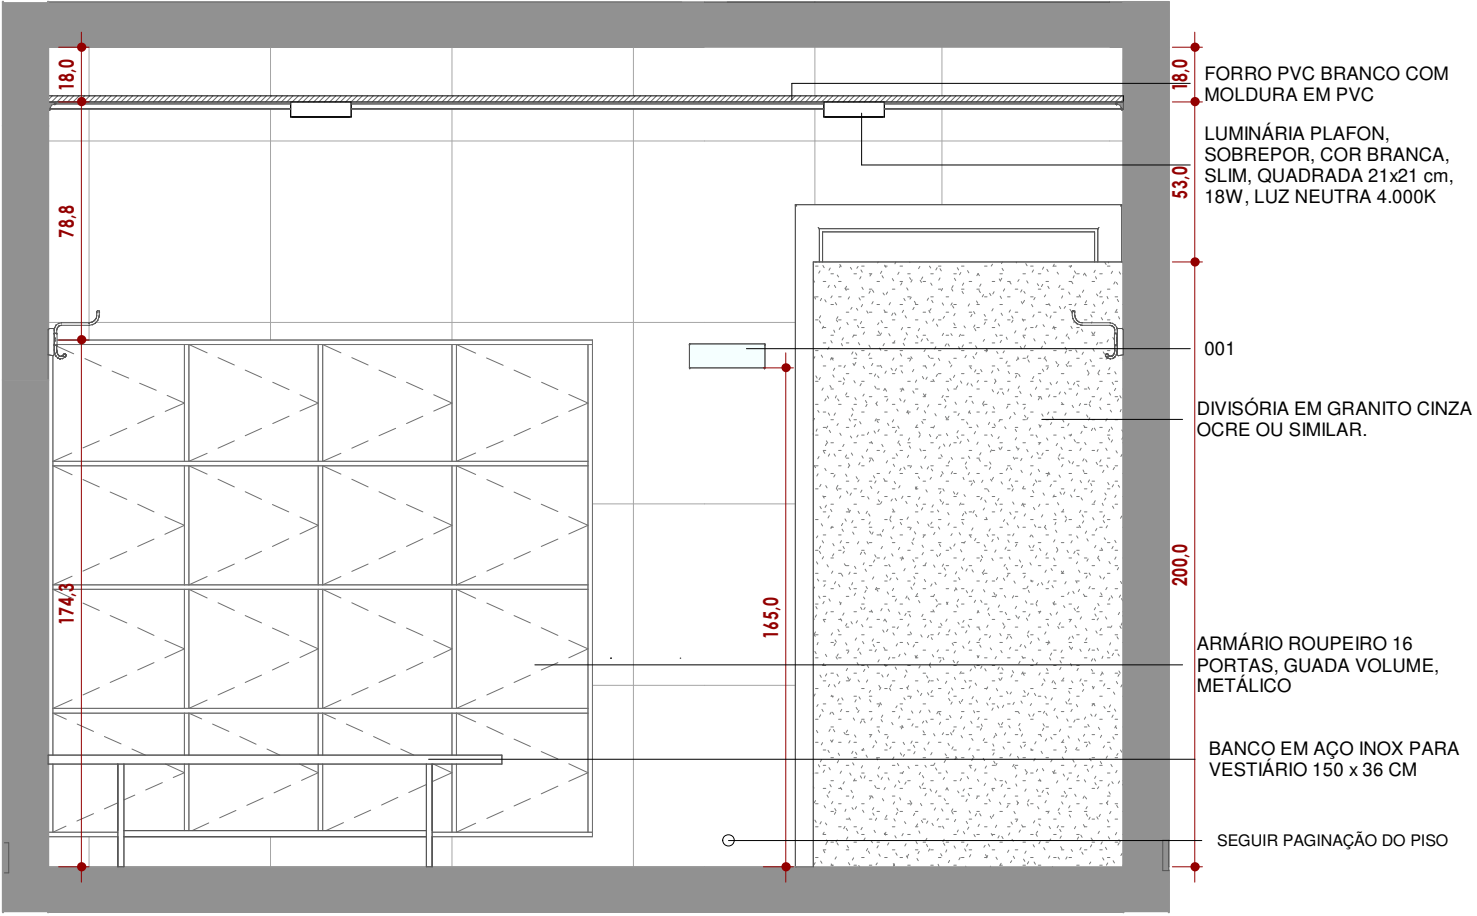 18,0
78,8
174,3
165,0
18,0
53,0
200,0
FORRO PVC BRANCO COM
MOLDURA EM PVC
LUMINÁRIA PLAFON,
SOBREPOR, COR BRANCA,
SLIM, QUADRADA 21x21 cm,
18W, LUZ NEUTRA 4.000K
001
DIVISÓRIA EM GRANITO CINZA
OCRE OU SIMILAR.
ARMÁRIO ROUPEIRO 16
PORTAS, GUADA VOLUME,
METÁLICO
BANCO EM AÇO INOX PARA
VESTIÁRIO 150 x 36 CM
SEGUIR PAGINAÇÃO DO PISO